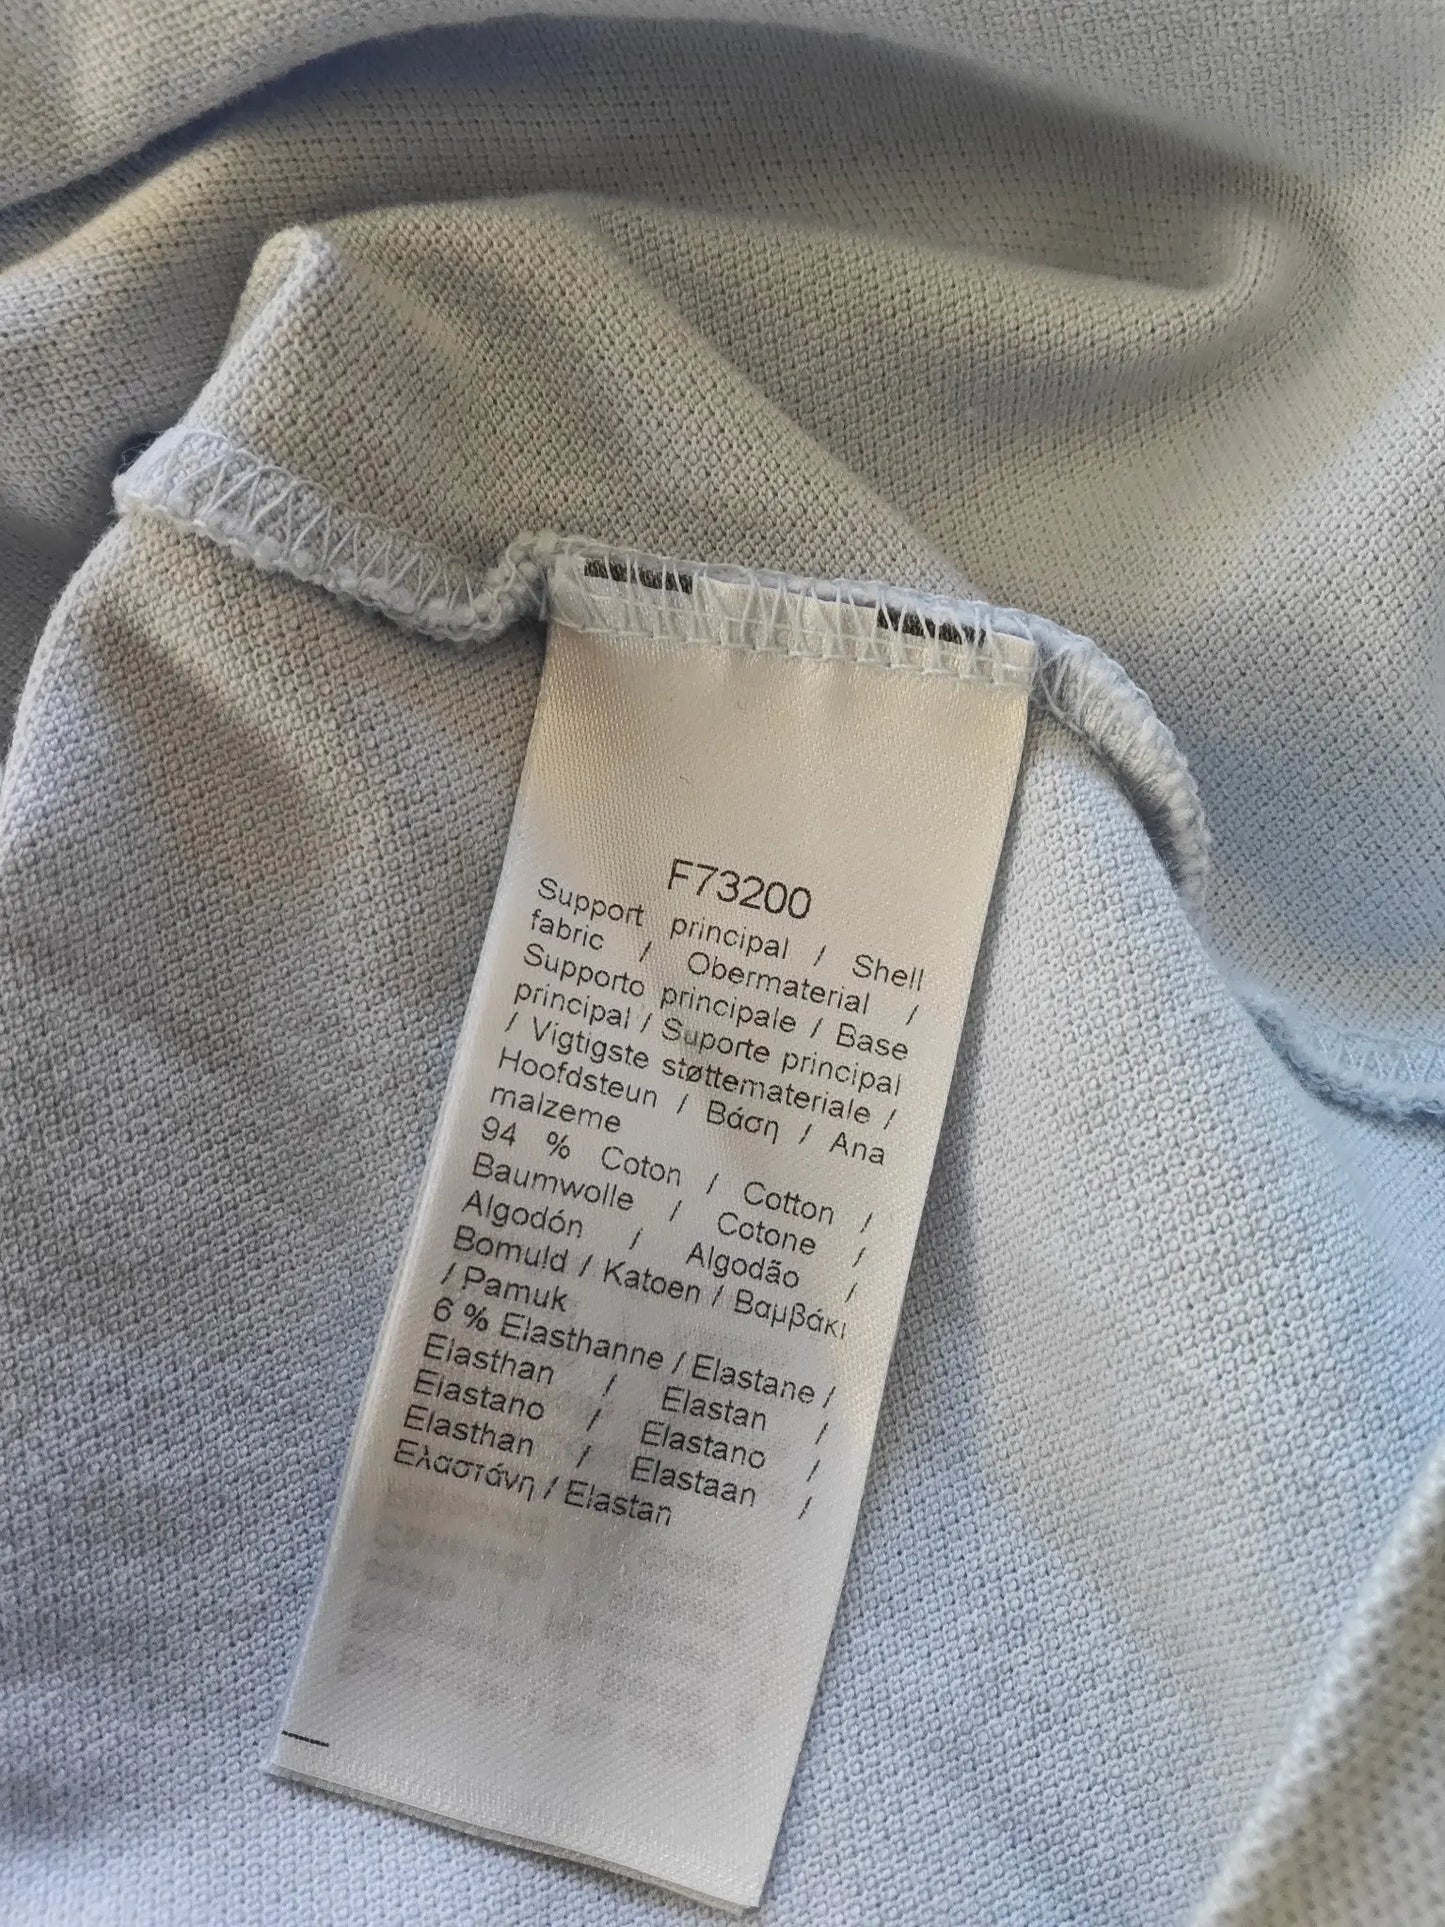 F73200
Support principal / Shell
fabric / Obermaterial /
Supporto principale / Base
principal / Suporte principal
/ Vigtigste støttemateriale /
Hoofdsteun / Βάση / Ana
malzeme
94 % Coton / Cotton /
Baumwolle / Cotone /
Algodón / Algodão /
Bomuld / Katoen / Βαμβάκι
/ Pamuk
6 % Elasthanne / Elastane /
Elasthan / Elastan /
Elastano / Elastano /
Elasthan / Elastaan /
Ελαστάνη / Elastan